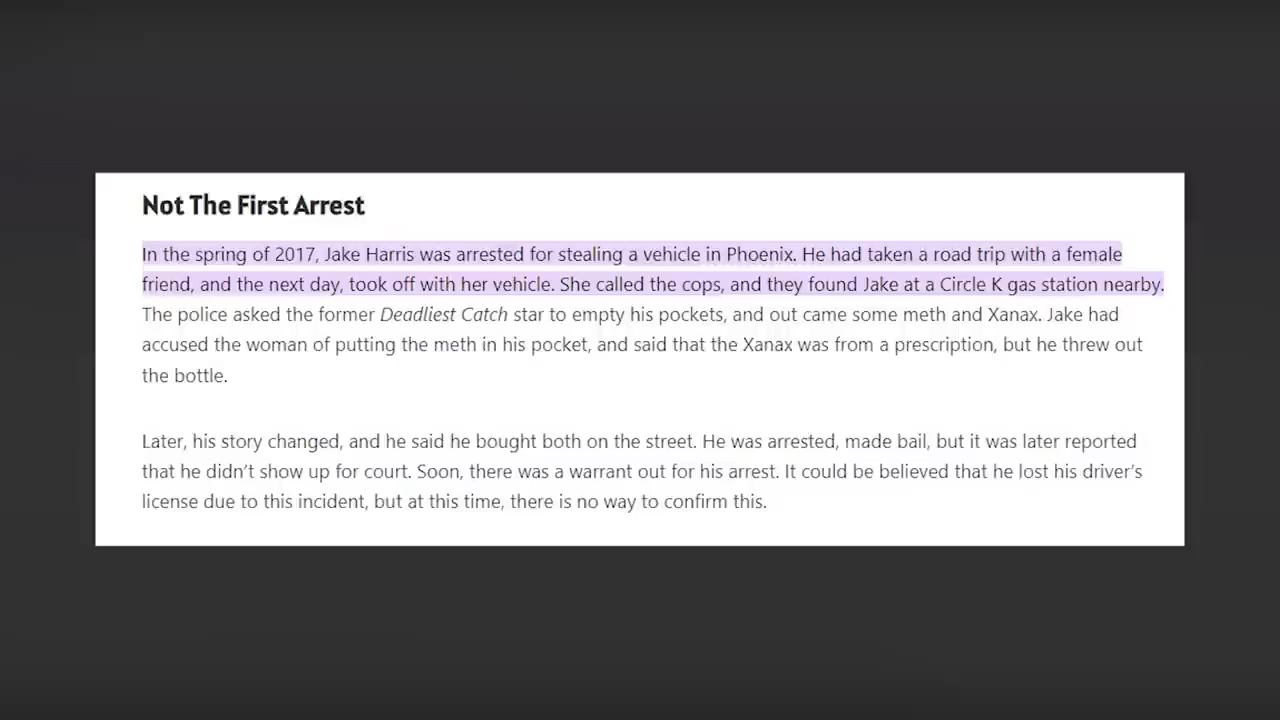 Not The First Arrest
In the spring of 2017, Jake Harris was arrested for stealing a vehicle in Phoenix. He had taken a road trip with a female
friend, and the next day, took off with her vehicle. She called the cops, and they found Jake at a Circle K gas station nearby.
The police asked the former Deadliest Catch star to empty his pockets, and out came some meth and Xanax. Jake had
accused the woman of putting the meth in his pocket, and said that the Xanax was from a prescription, but he threw out
the bottle.
Later, his story changed, and he said he bought both on the street. He was arrested, made bail, but it was later reported
that he didn’t show up for court. Soon, there was a warrant out for his arrest. It could be believed that he lost his driver’s
license due to this incident, but at this time, there is no way to confirm this.